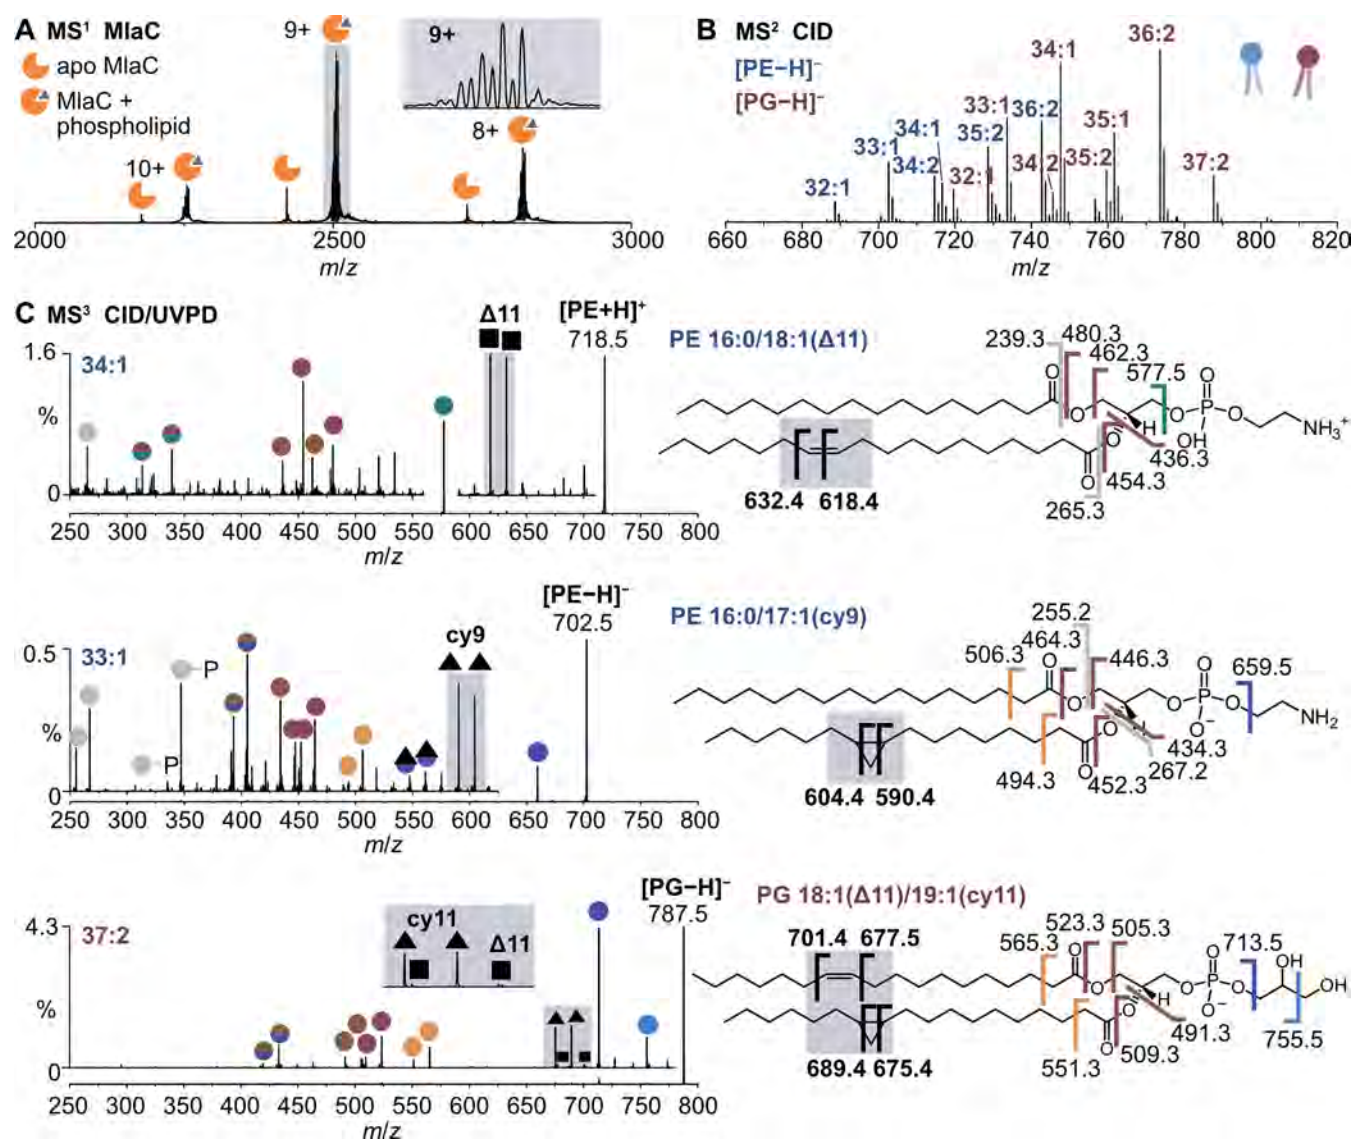 A MS¹ MlaC
apo MlaC
MlaC +
phospholipid
10+
9+
9+
8+
2000 2500 3000
m/z
B MS² CID
[PE−H]⁻
[PG−H]⁻
32:1
33:1
34:2
34:1
32:1
35:2
33:1
36:2
34:2
34:1
35:2
35:1
36:2
37:2
660 680 700 720 740 760 780 800 820
m/z
C MS³ CID/UVPD
34:1
1.6
%
0
Δ11
[PE+H]⁺
718.5
250 300 350 400 450 500 550 600 650 700 750 800
m/z
PE 16:0/18:1(Δ11)
239.3
480.3
462.3
577.5
O
O
O
P
O
OH
O
NH₃⁺
H
O
O
436.3
454.3
265.3
632.4 618.4
33:1
0.5
%
0
P
P
cy9
[PE−H]⁻
702.5
250 300 350 400 450 500 550 600 650 700 750 800
m/z
PE 16:0/17:1(cy9)
255.2
464.3
506.3
446.3
659.5
O
O
O
P
O
O⁻
O
NH₂
H
O
O
434.3
267.2
452.3
494.3
604.4 590.4
37:2
4.3
%
0
cy11
Δ11
[PG−H]⁻
787.5
250 300 350 400 450 500 550 600 650 700 750 800
m/z
PG 18:1(Δ11)/19:1(cy11)
701.4 677.5
565.3
523.3
505.3
713.5
O
O
O
P
O
O⁻
O
OH
OH
H
O
O
491.3
755.5
509.3
551.3
689.4 675.4